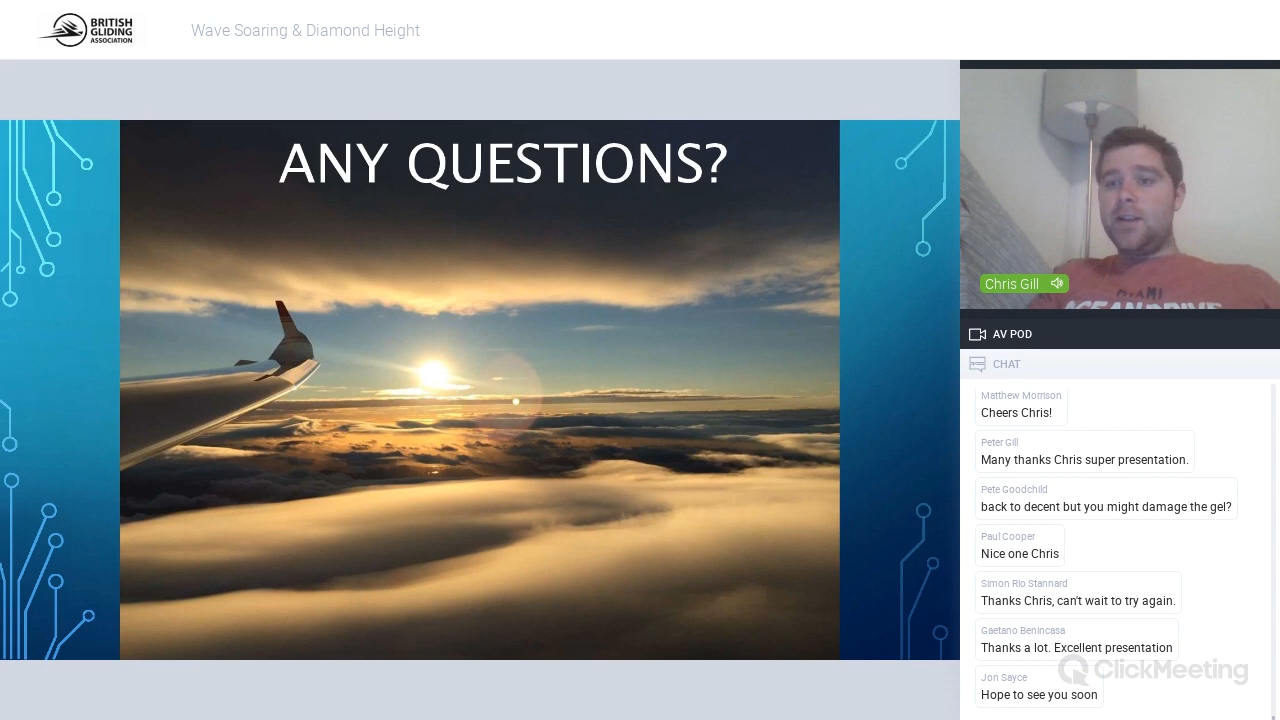 BRITISH
GLIDING
ASSOCIATION
Wave Soaring & Diamond Height
ANY QUESTIONS?
Chris Gill
AV POD
CHAT
Matthew Morrison
Cheers Chris!
Peter Gill
Many thanks Chris super presentation.
Pete Goodchild
back to decent but you might damage the gel?
Paul Cooper
Nice one Chris
Simon Rio Stannard
Thanks Chris, can't wait to try again.
Gaetano Benincasa
Thanks a lot. Excellent presentation
ClickMeeting
Jon Sayce
Hope to see you soon